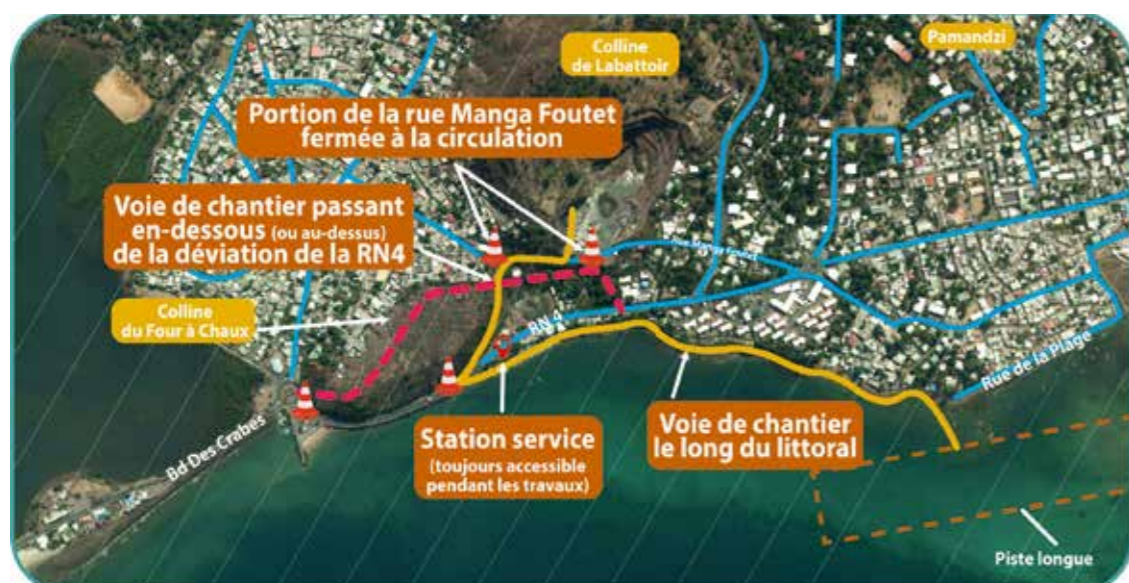 Colline
de Labattoir
Pamandzi
Portion de la rue Manga Foutet
fermée à la circulation
Voie de chantier passant
en-dessous (ou au-dessus)
de la déviation de la RN4
Rue Manga Foutet
Colline
du Four à Chaux
RN 4
Rue de la Plage
Bd Des Crabes
Station service
(toujours accessible
pendant les travaux)
Voie de chantier
le long du littoral
Piste longue